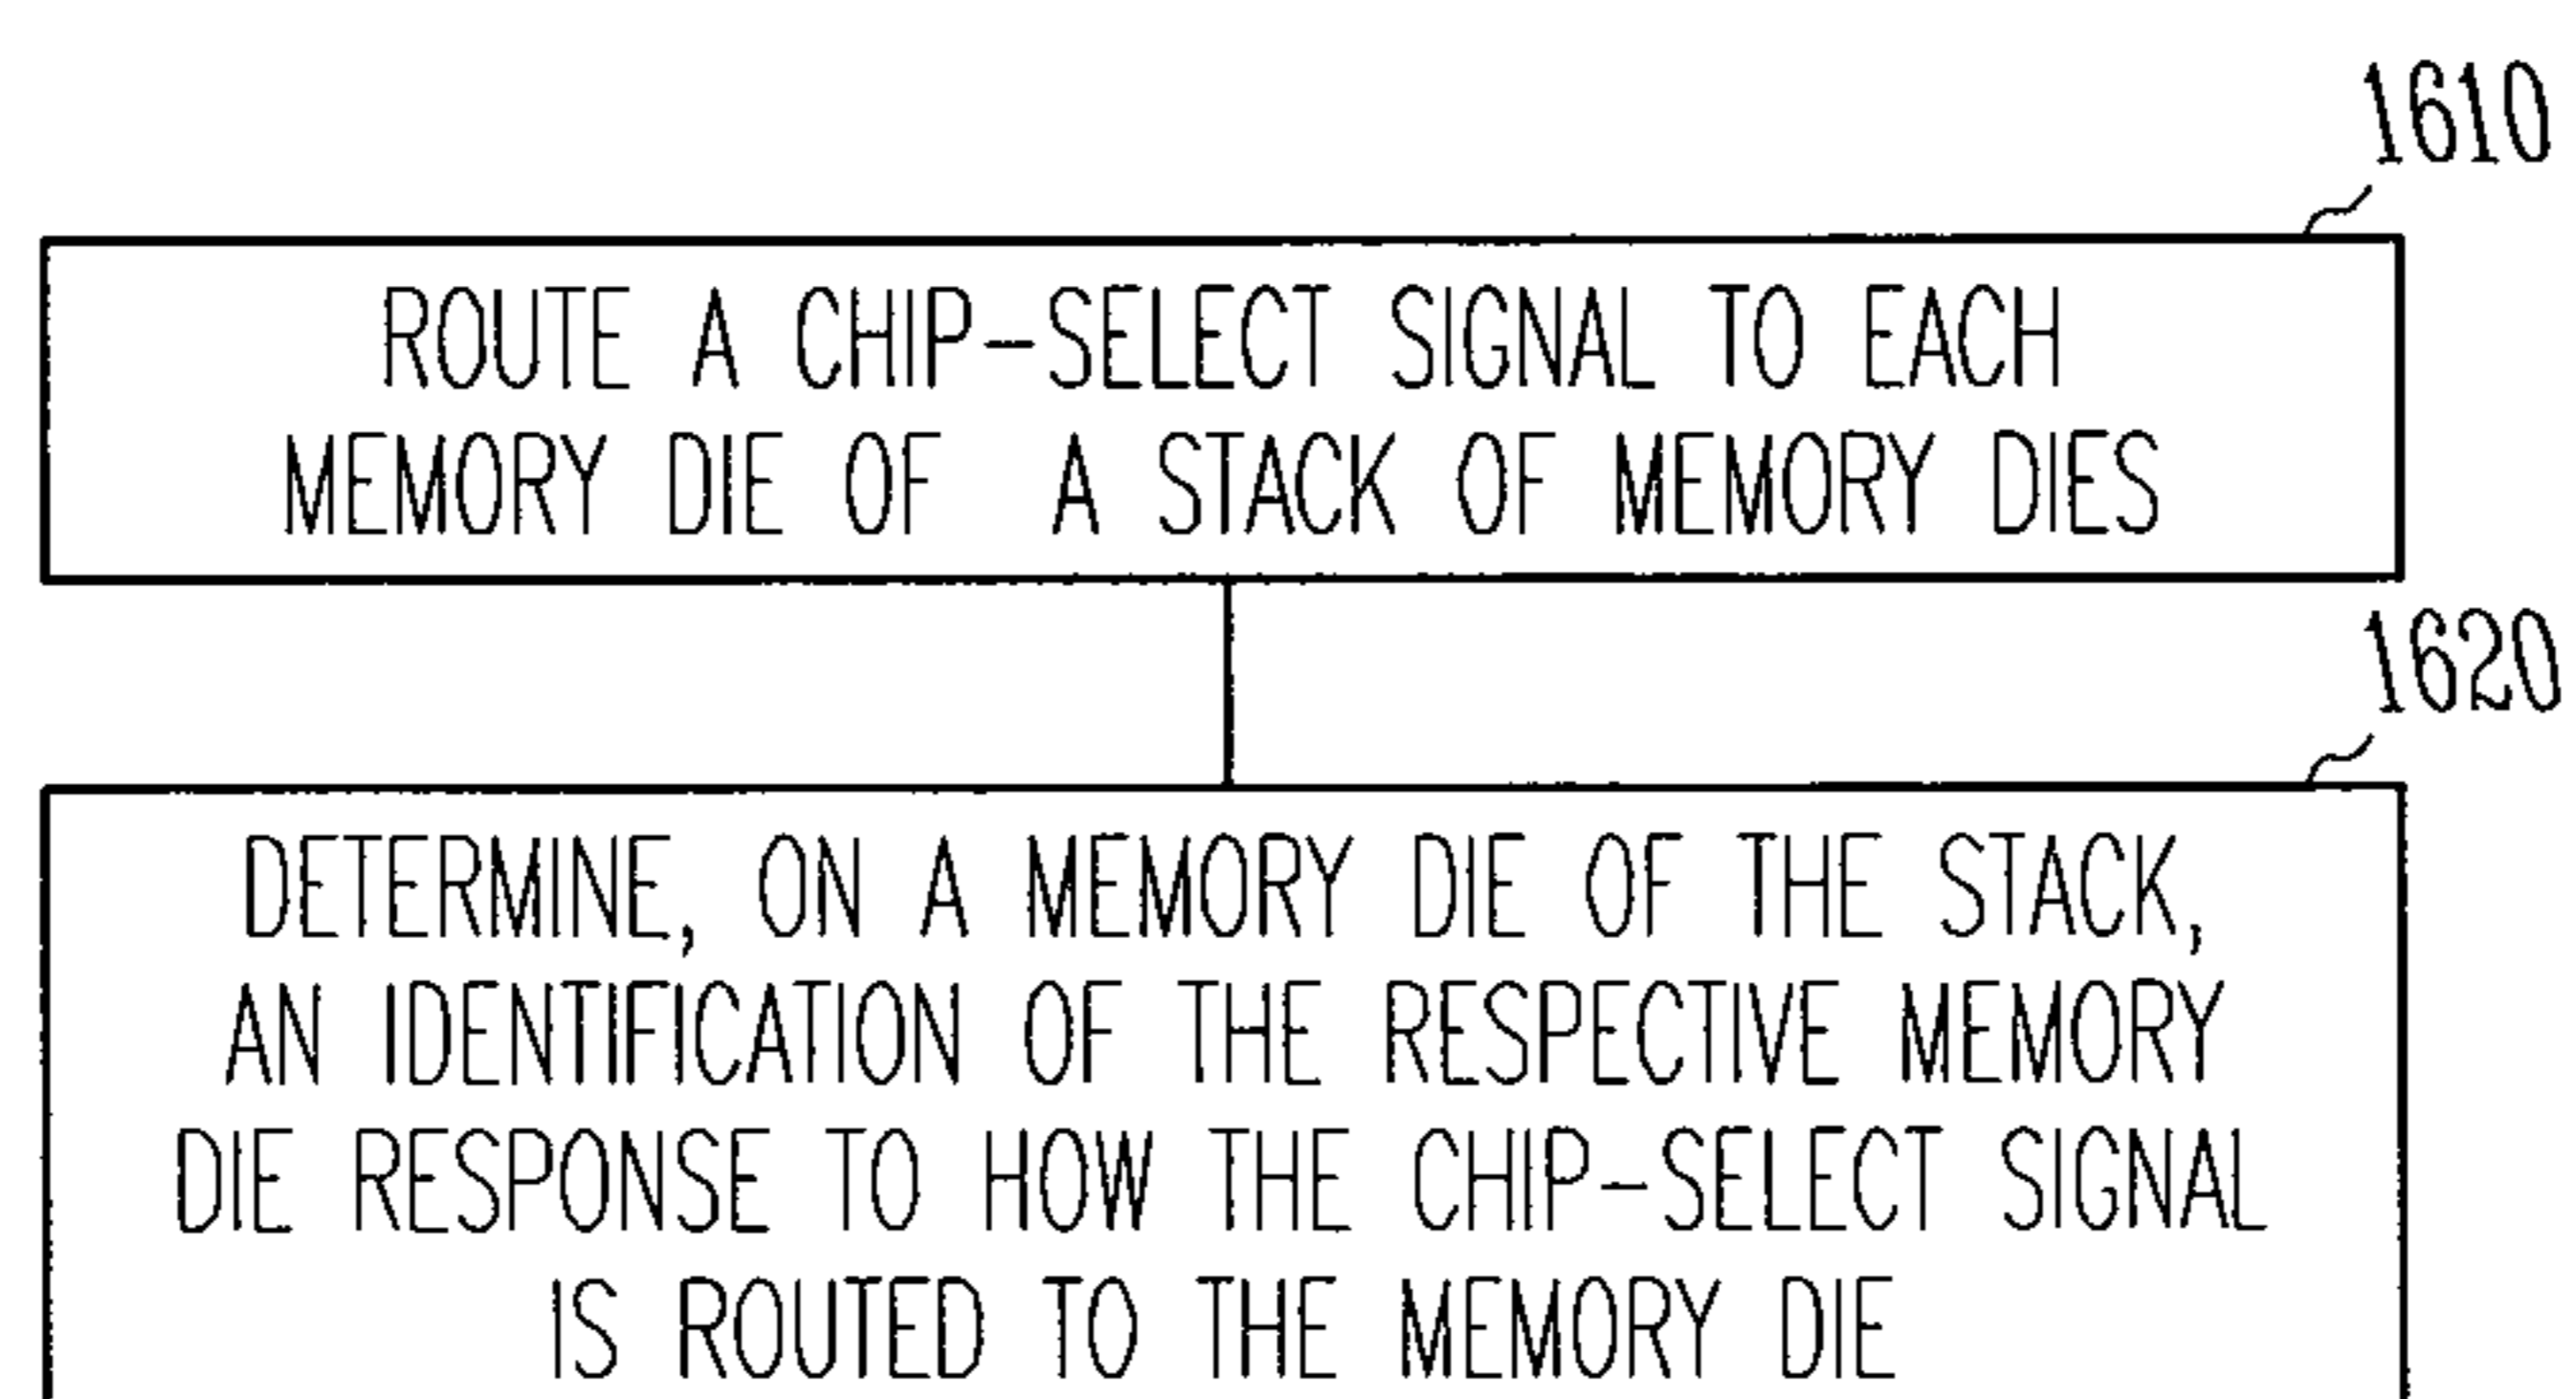 1610
ROUTE A CHIP-SELECT SIGNAL TO EACH
MEMORY DIE OF A STACK OF MEMORY DIES
1620
DETERMINE, ON A MEMORY DIE OF THE STACK,
AN IDENTIFICATION OF THE RESPECTIVE MEMORY
DIE RESPONSE TO HOW THE CHIP-SELECT SIGNAL
IS ROUTED TO THE MEMORY DIE